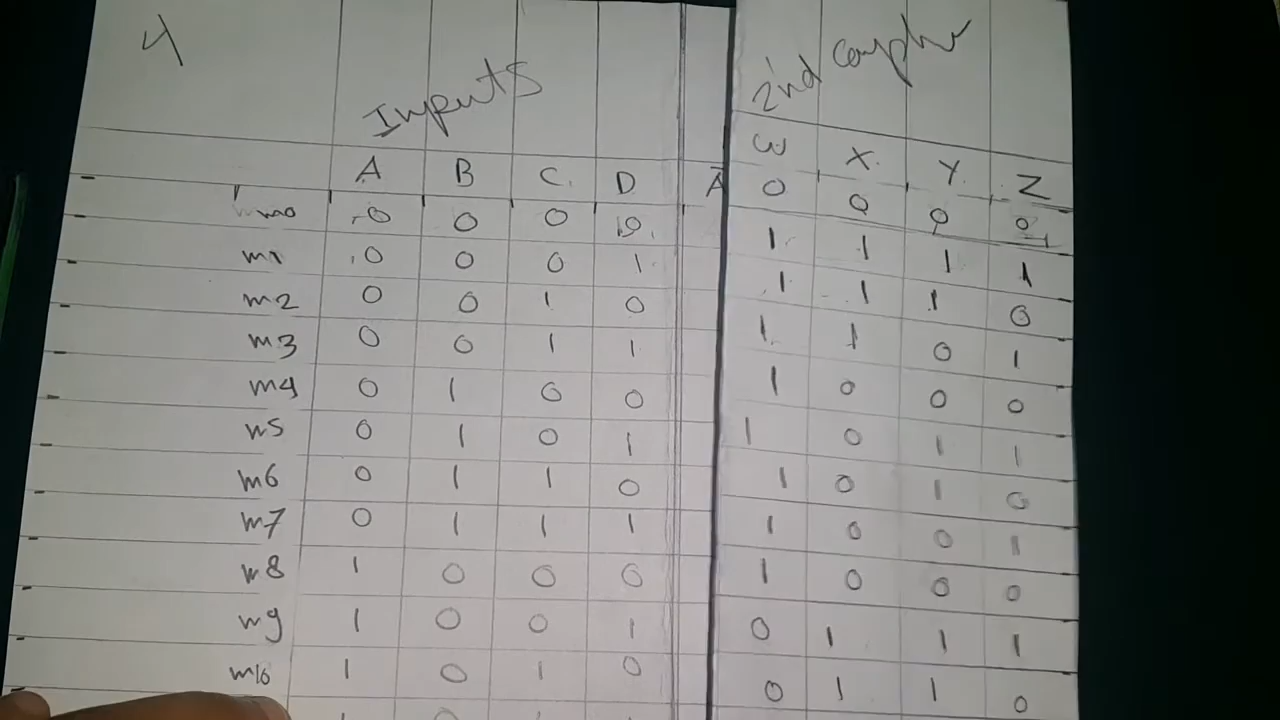 4
Inputs 2nd
A B C D A w X Y Z
0 0 0 0 0 0 0 0
m1 0 0 0 1 1 1 1 1
m2 0 0 1 0 1 1 1 0
m3 0 0 1 1 1 1 0 1
m4 0 1 0 0 1 0 0 0
m5 0 1 0 1 1 0 1 1
m6 0 1 1 0 1 0 1 0
m7 0 1 1 1 1 0 0 1
m8 1 0 0 0 1 0 0 0
m9 1 0 0 1 0 1 1 1
m10 1 0 1 0 0 1 1 0